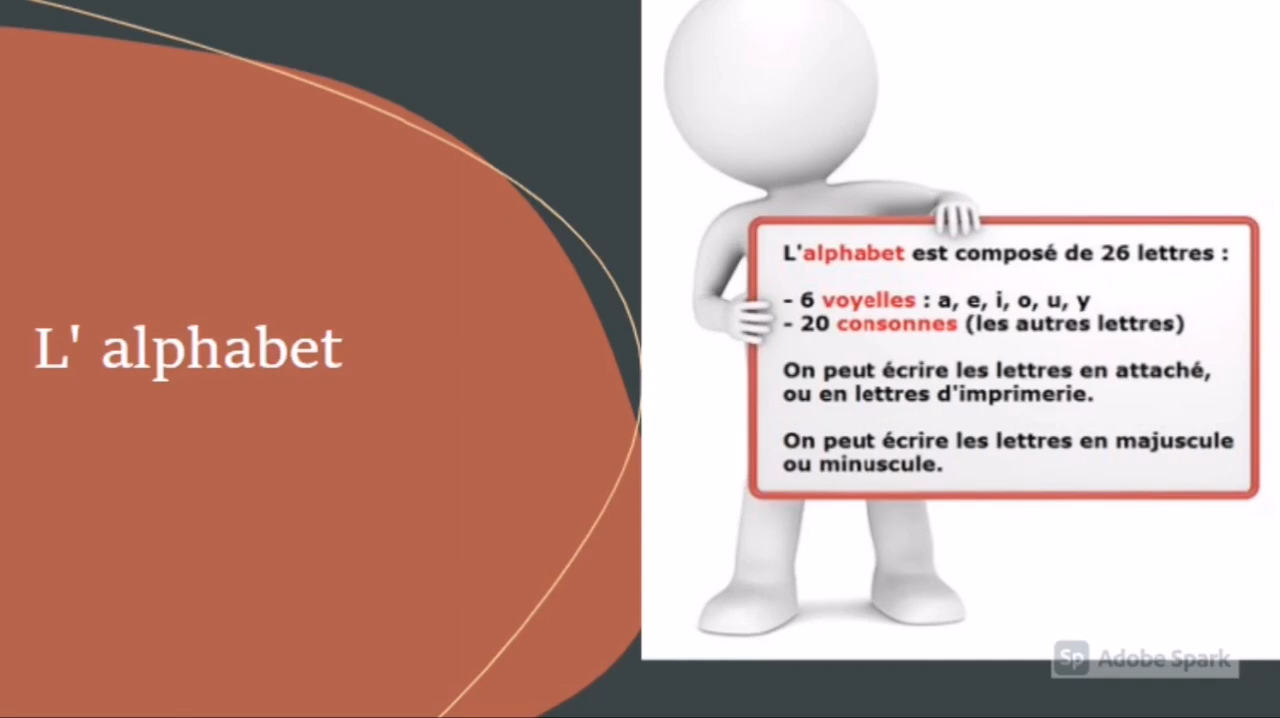 L' alphabet
L'alphabet est composé de 26 lettres :
- 6 voyelles : a, e, i, o, u, y
- 20 consonnes (les autres lettres)
On peut écrire les lettres en attaché,
ou en lettres d'imprimerie.
On peut écrire les lettres en majuscule
ou minuscule.
Sp Adobe Spark